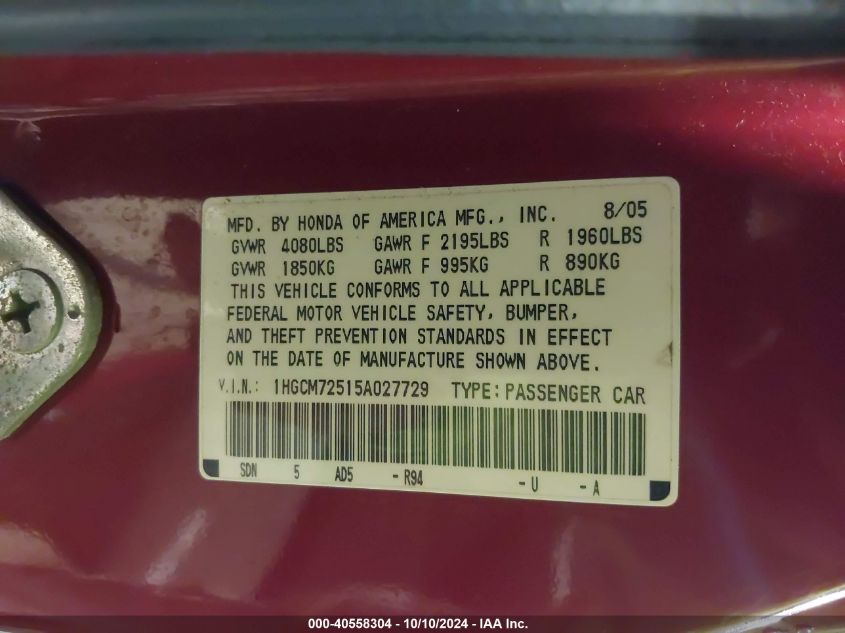 MFD. BY HONDA OF AMERICA MFG., INC. 8/05
GVWR 4080LBS GAWR F 2195LBS R 1960LBS
GVWR 1850KG GAWR F 995KG R 890KG
THIS VEHICLE CONFORMS TO ALL APPLICABLE
FEDERAL MOTOR VEHICLE SAFETY, BUMPER,
AND THEFT PREVENTION STANDARDS IN EFFECT
ON THE DATE OF MANUFACTURE SHOWN ABOVE.
V.I.N.: 1HGCM72515A027729 TYPE: PASSENGER CAR
SDN 5 AD5 - R94 - U - A
000-40558304 - 10/10/2024 - IAA Inc.